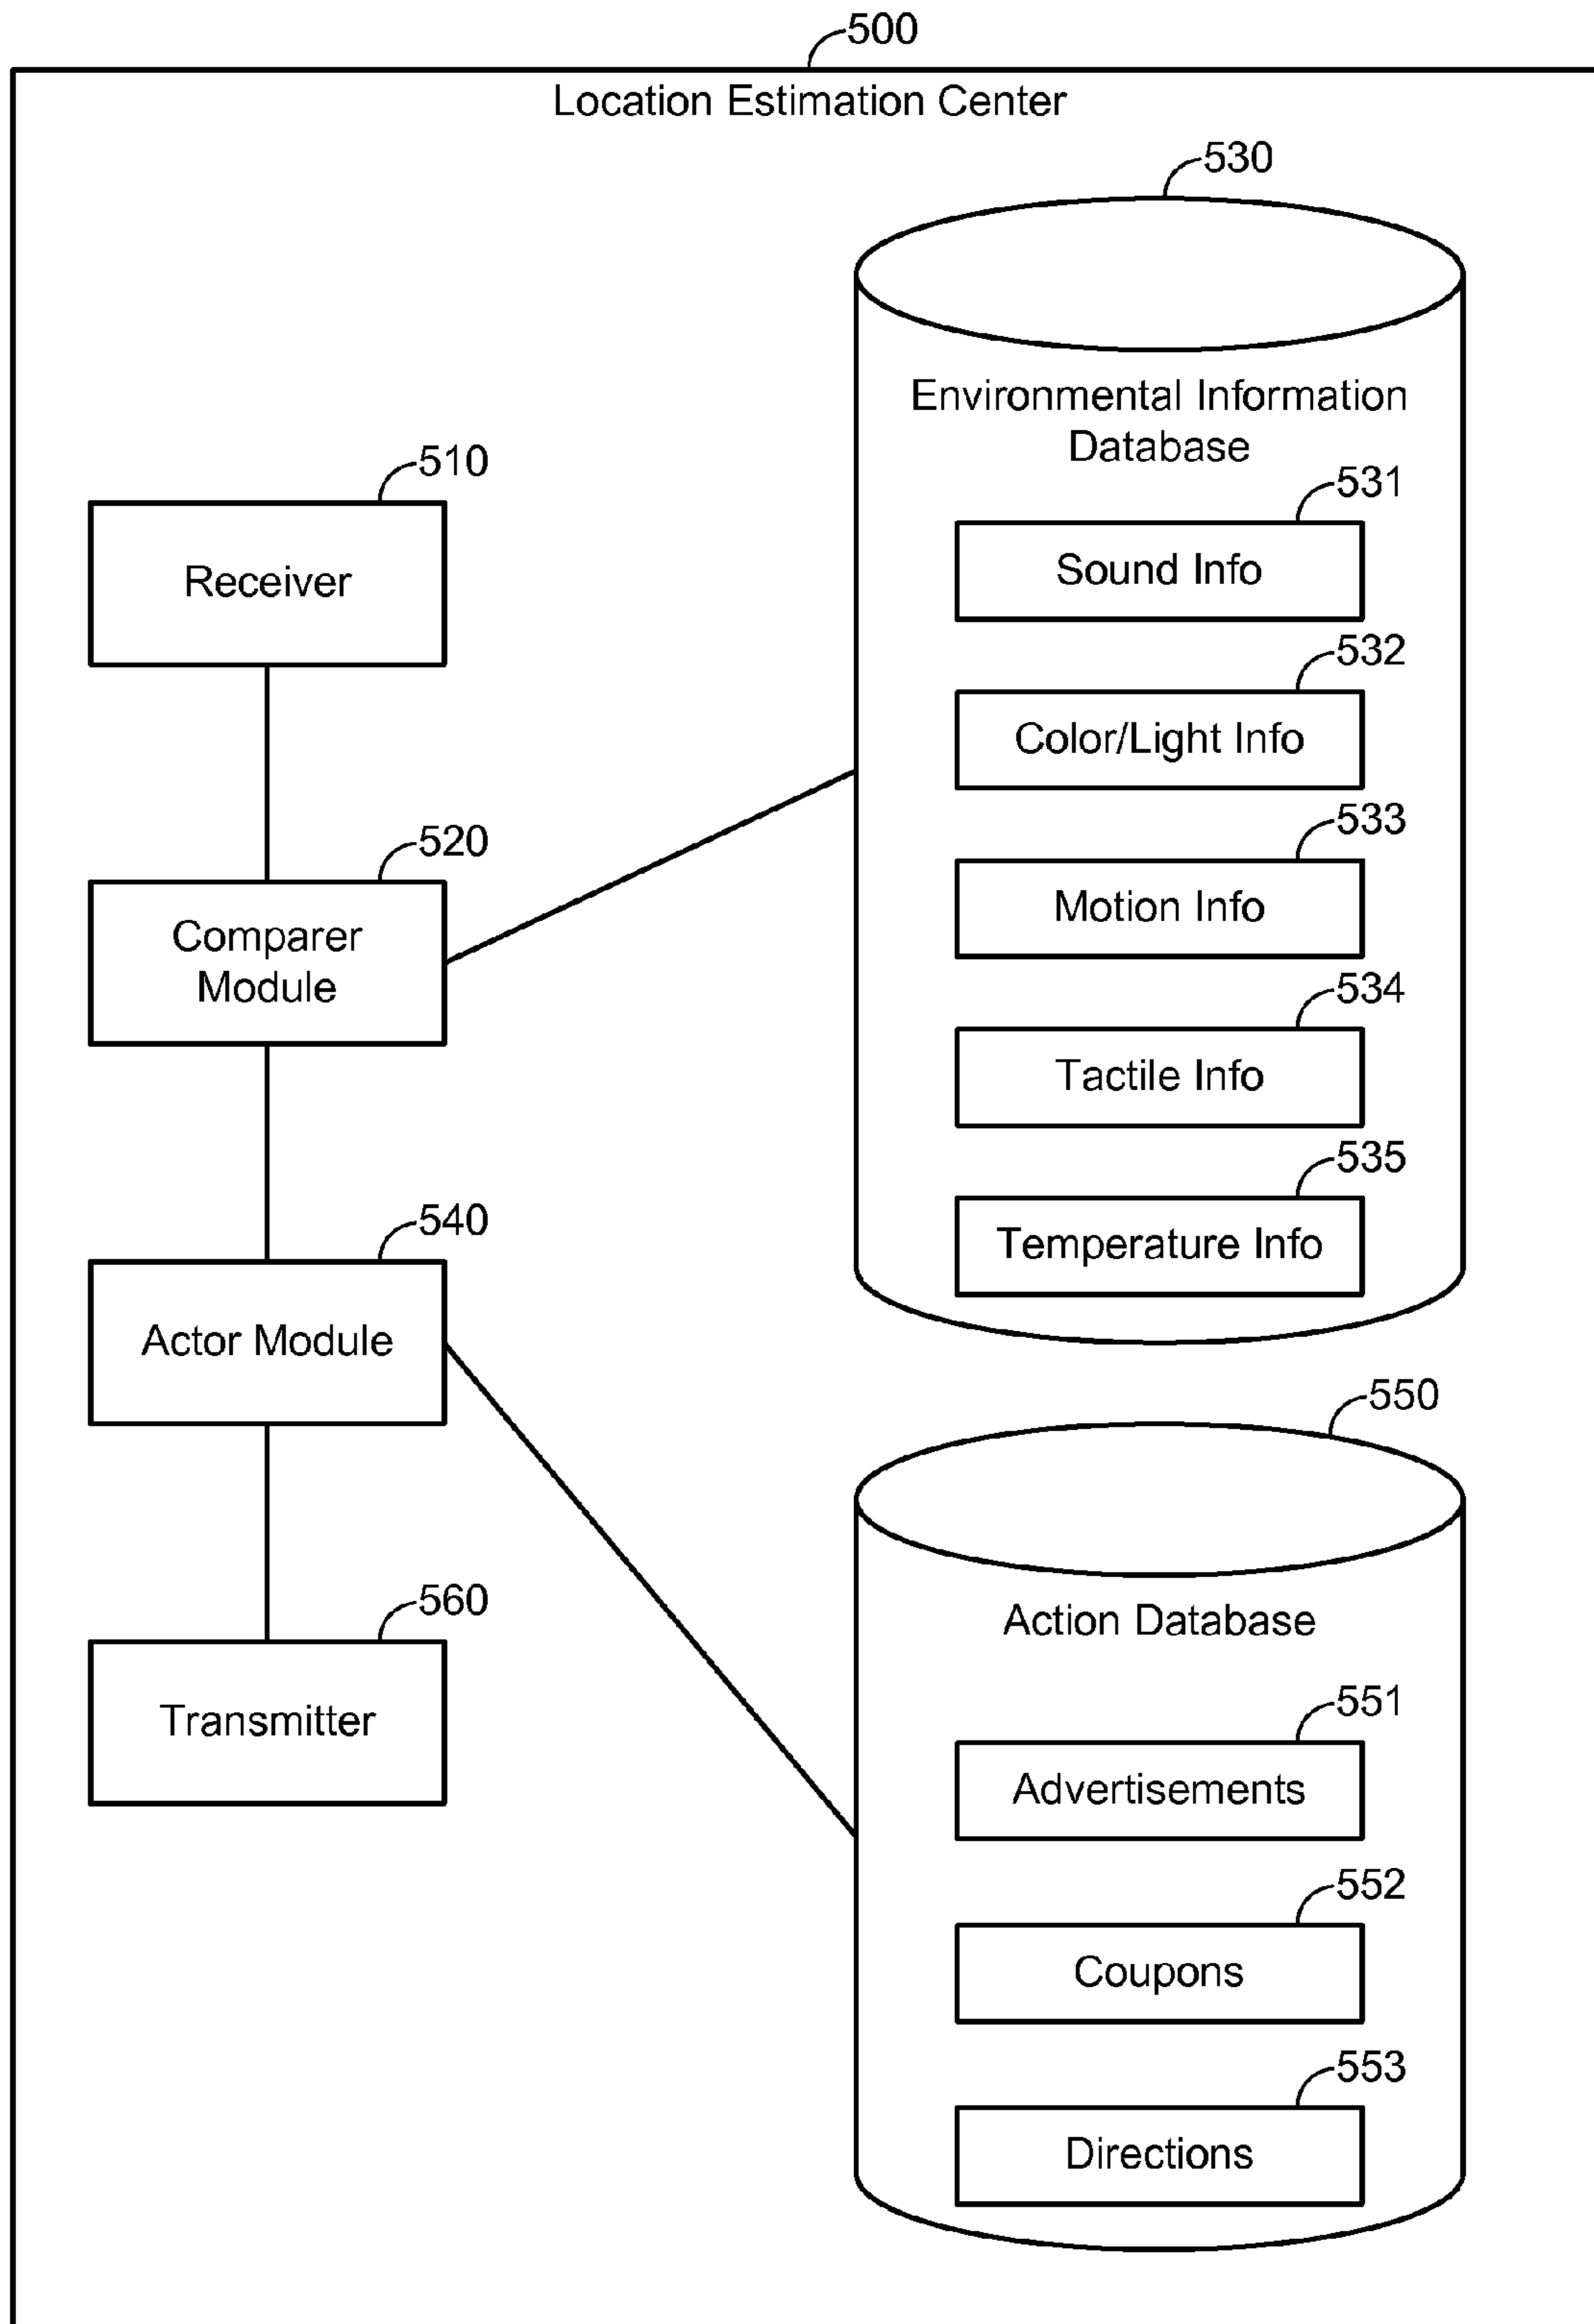 500
Location Estimation Center
530
Environmental Information
Database
510
Receiver
531
Sound Info
532
Color/Light Info
520
Comparer
Module
533
Motion Info
534
Tactile Info
535
Temperature Info
540
Actor Module
550
Action Database
560
Transmitter
551
Advertisements
552
Coupons
553
Directions